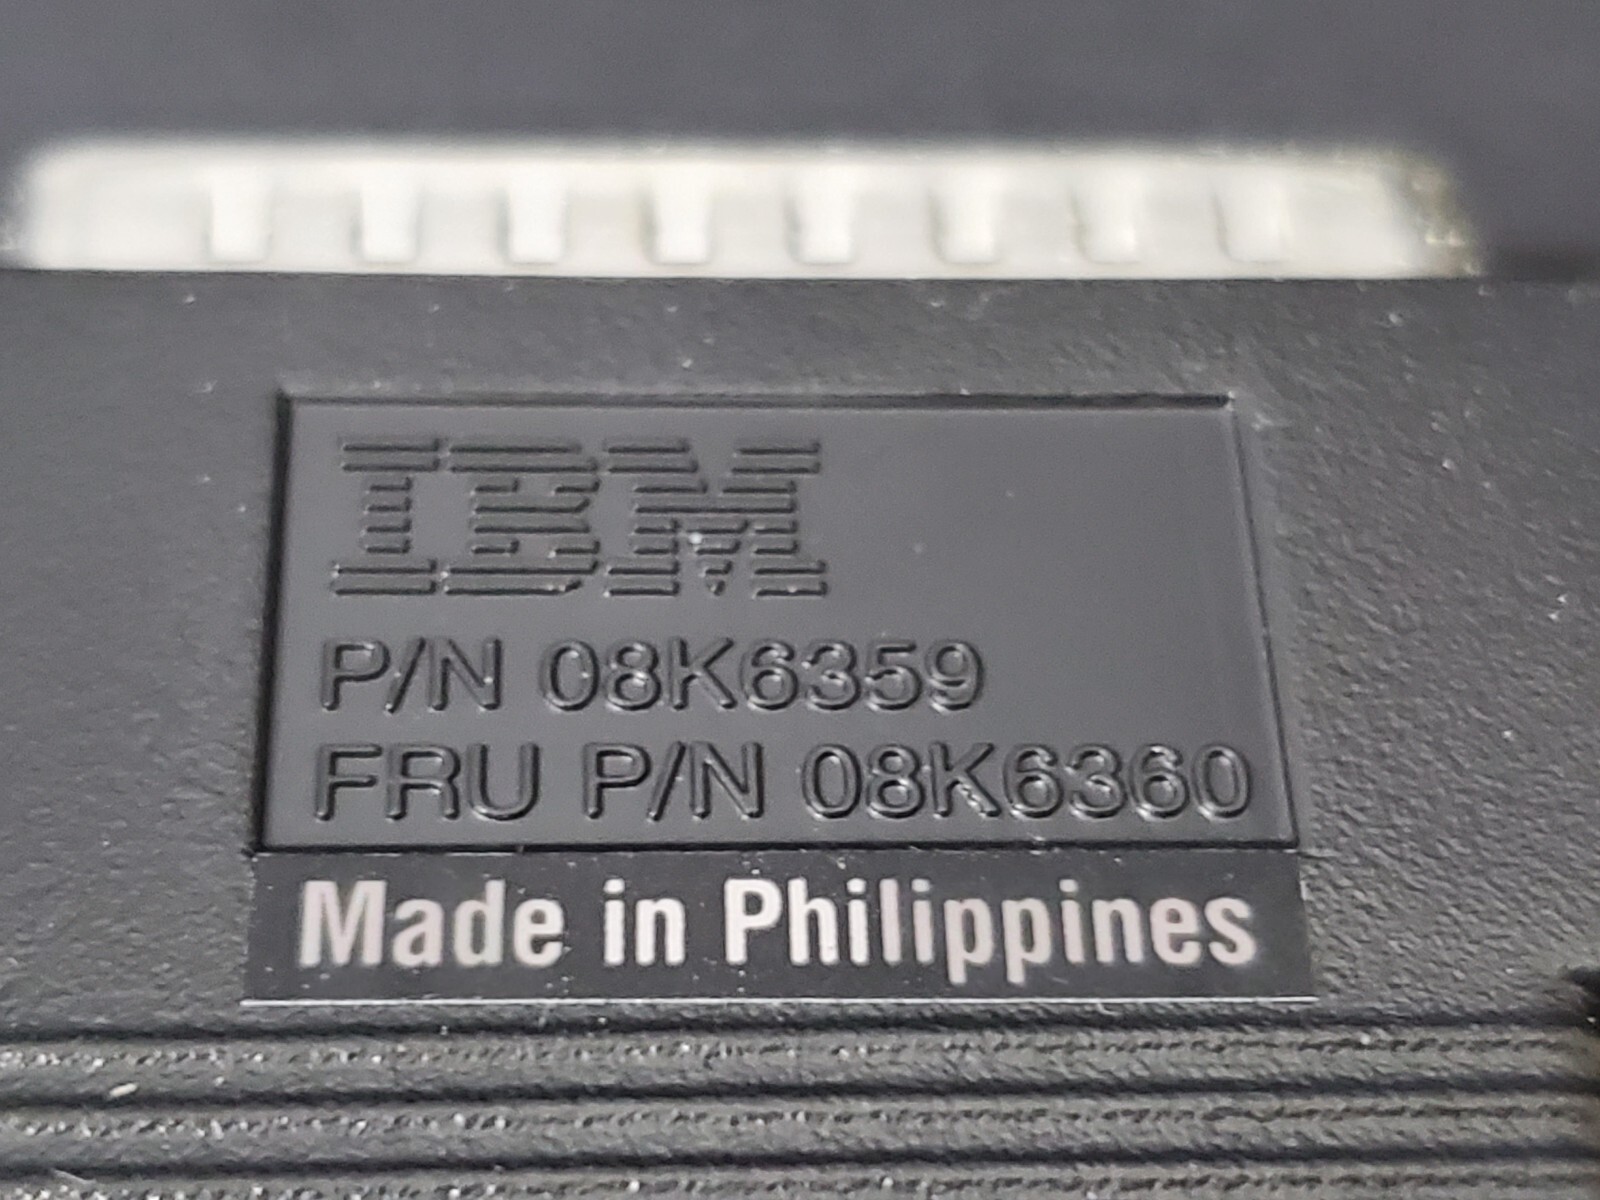 IBM
P/N 08K6359
FRU P/N 08K6360
Made in Philippines